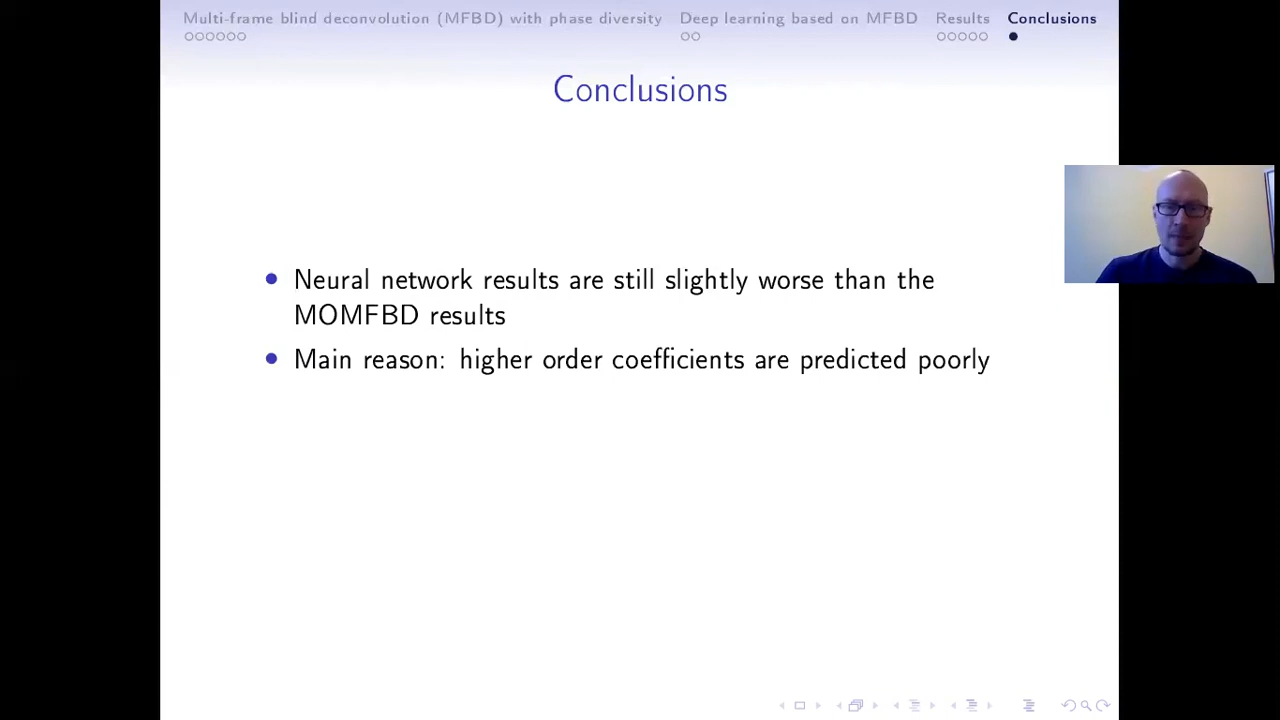 Multi-frame blind deconvolution (MFBD) with phase diversity Deep learning based on MFBD Results Conclusions
Conclusions
Neural network results are still slightly worse than the
MOMFBD results
Main reason: higher order coefficients are predicted poorly